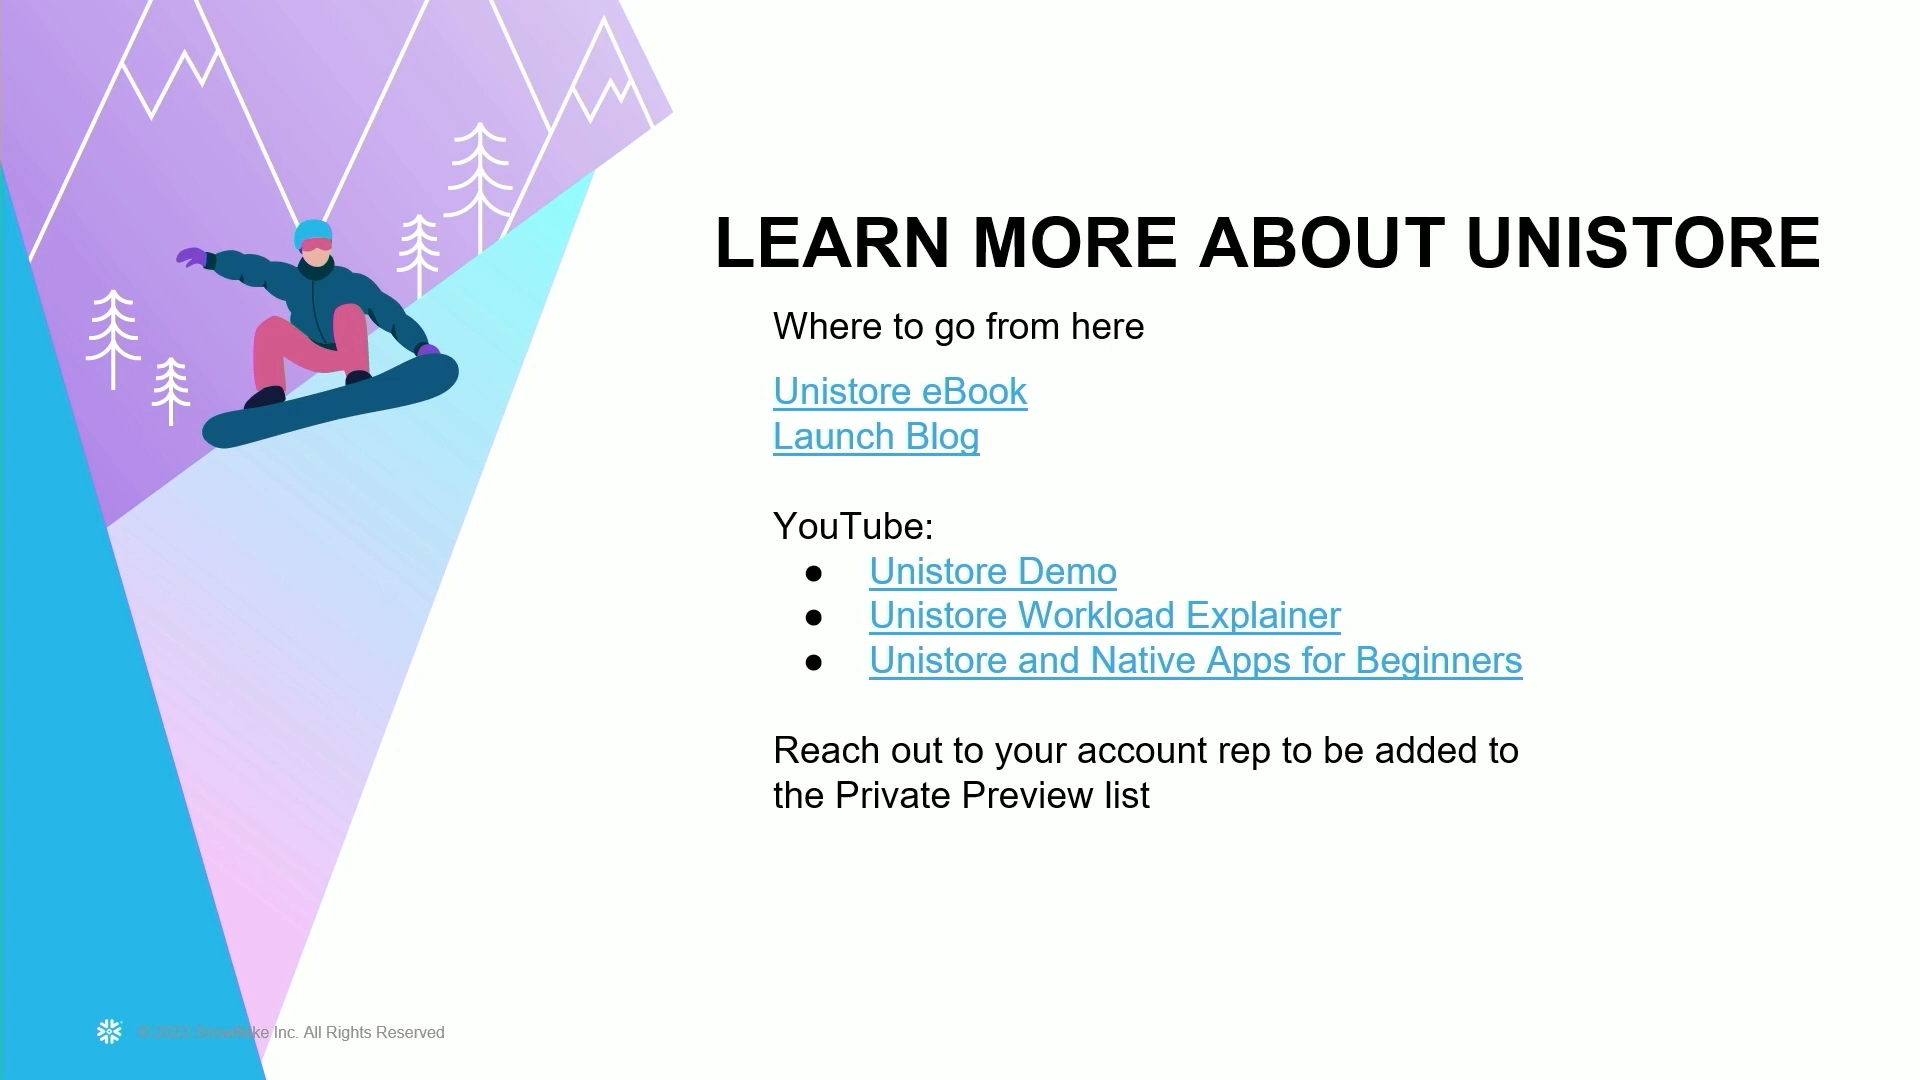 LEARN MORE ABOUT UNISTORE
Where to go from here
Unistore eBook
Launch Blog
YouTube:
● Unistore Demo
● Unistore Workload Explainer
● Unistore and Native Apps for Beginners
Reach out to your account rep to be added to
the Private Preview list
© 2023 Snowflake Inc. All Rights Reserved